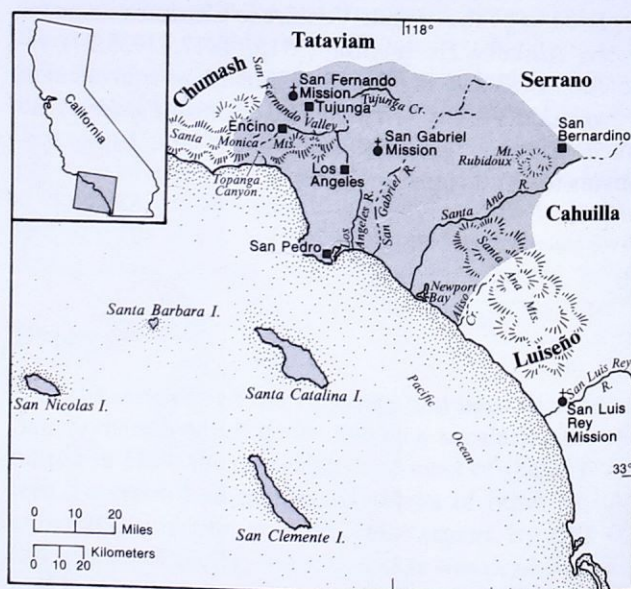 118°
Tataviam
Chumash
Serrano
San Fernando
Mission
Tujunga
Tujunga Cr.
San Fernando Valley
Encino
San Gabriel
Mission
San
Bernardino
Santa
Monica
Mts.
Mt.
Rubidoux
Topanga
Canyon
Los
Angeles
Los
Angeles R.
San Gabriel R.
Santa Ana R.
Cahuilla
San Pedro
Newport
Bay
Aliso
Cr.
Santa
Ana
Mts.
Luiseño
Santa Barbara I.
Santa Catalina I.
San Nicolas I.
San Clemente I.
Pacific
Ocean
San Luis Rey
R.
San Luis
Rey
Mission
33°
California
0 10 20
Miles
0 10 20
Kilometers